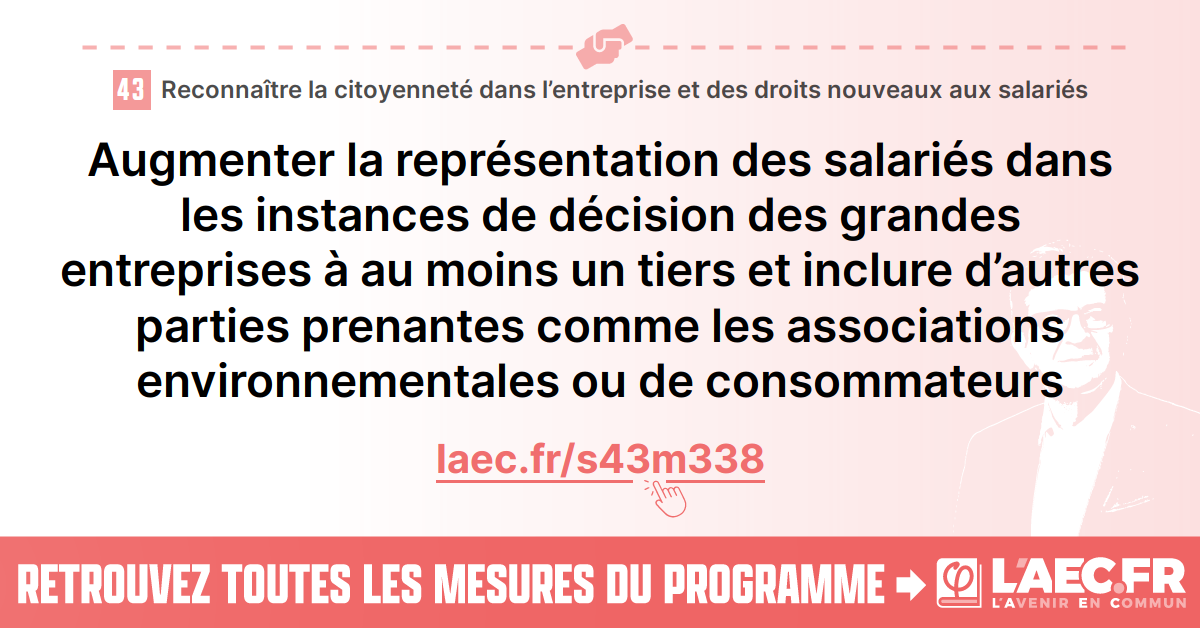 43 Reconnaître la citoyenneté dans l’entreprise et des droits nouveaux aux salariés
Augmenter la représentation des salariés dans
les instances de décision des grandes
entreprises à au moins un tiers et inclure d’autres
parties prenantes comme les associations
environnementales ou de consommateurs
laec.fr/s43m338
RETROUVEZ TOUTES LES MESURES DU PROGRAMME
φ L'AEC.FR
L'AVENIR EN COMMUN